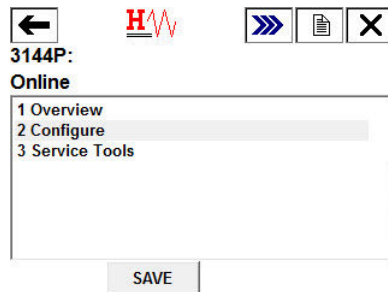 H
3144P:
Online
1 Overview
2 Configure
3 Service Tools
SAVE